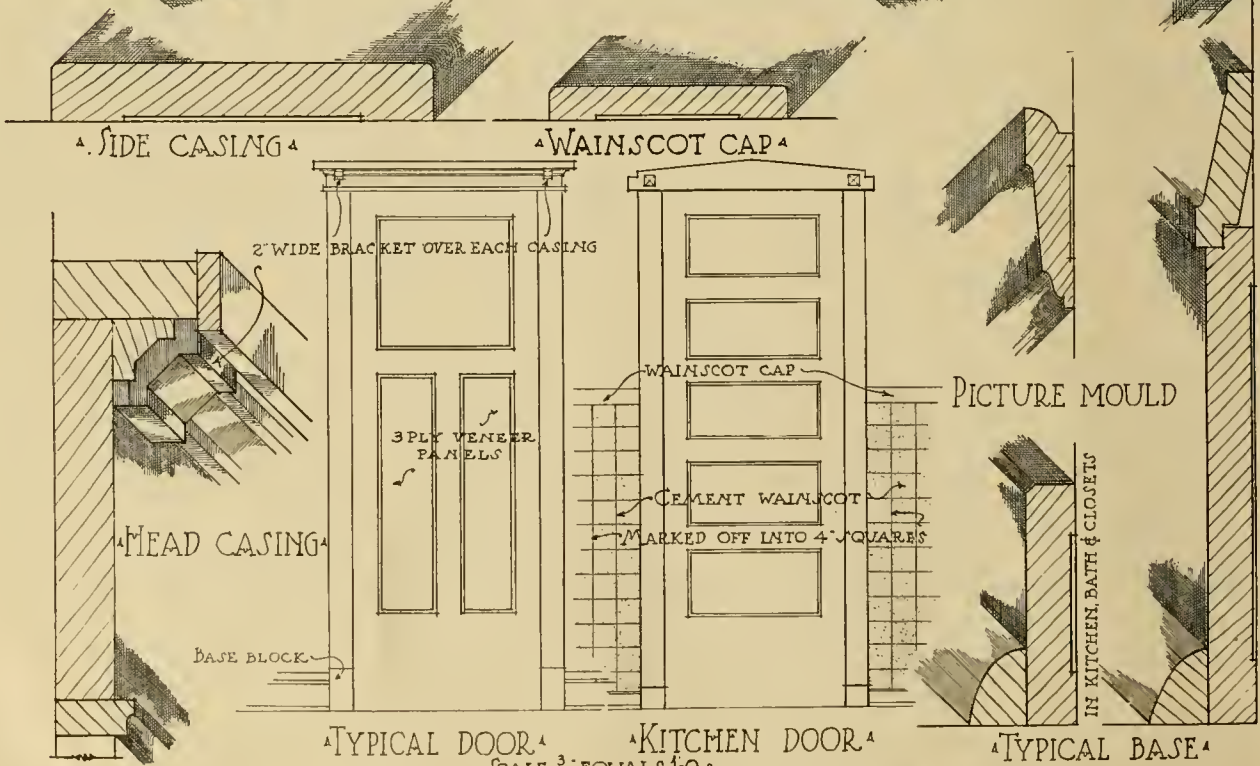 SIDE CASING
WAINSCOT CAP
2" WIDE BRACKET OVER EACH CASING
WAINSCOT CAP
PICTURE MOULD
3 PLY VENEER
PANELS
CEMENT WAINSCOT
MARKED OFF INTO 4" SQUARES
HEAD CASING
IN KITCHEN, BATH & CLOSETS
BASE BLOCK
TYPICAL DOOR
KITCHEN DOOR
TYPICAL BASE
EQUALS